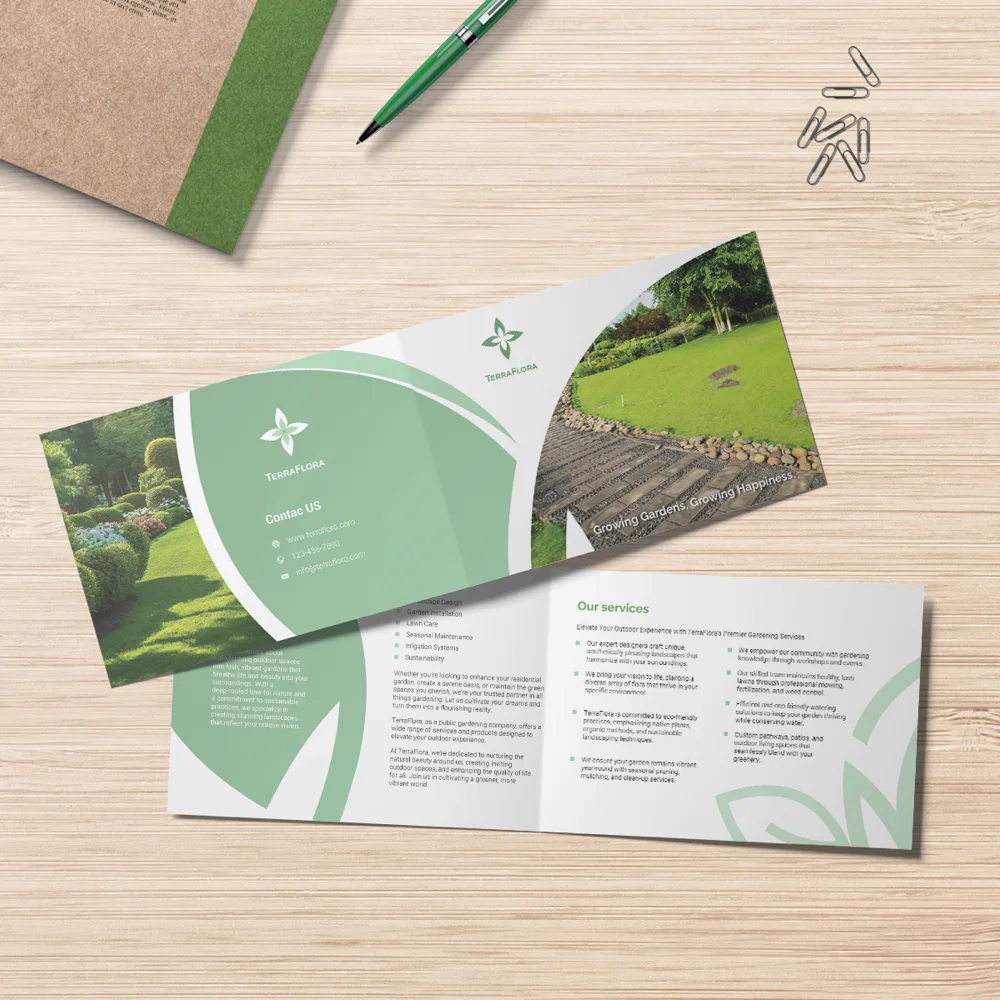 TERRAFLORA
Contac US
www.terroflora.com
123-456-7890
info@terroflora.com
TERRAFLORA
Growing Gardens, Growing Happiness
Design
Garden Installation
Lawn Care
Seasonal Maintenance
Irrigation Systems
Sustainability
outdoor spaces
into lush, vibrant gardens that
breathe life and beauty into your
surroundings. With a
deep rooted love for nature and
a commitment to sustainable
practices, we specialize in
creating stunning landscapes
that reflect your unique vision.
Whether you're looking to enhance your residential
garden, create a serene oasis, or maintain the green
spaces you cherish, we're your trusted partner in all
things gardening. Let us cultivate your dreams and
turn them into a flourishing reality.
TerraFlora, as a public gardening company, offers a
wide range of services and products designed to
elevate your outdoor experience.
At TerraFlora, we're dedicated to nurturing the
natural beauty around us, creating inviting
outdoor spaces, and enhancing the quality of life
for all. Join us in cultivating a greener, more
vibrant world.
Our services
Elevate Your Outdoor Experience with TerraFlora's Premier Gardening Services
Our expert designers craft unique,
aesthetically pleasing landscapes that
harmonize with your surroundings.
We bring your vision to life, planting a
diverse array of flora that thrive in your
specific environment.
TerraFlora is committed to eco-friendly
practices, emphasizing native plants,
organic methods, and sustainable
landscaping techniques.
We ensure your garden remains vibrant
year-round with seasonal pruning,
mulching, and clean-up services.
We empower our community with gardening
knowledge through workshops and events.
Our skilled team maintains healthy, lush
lawns through professional mowing,
fertilization, and weed control.
Efficient and eco-friendly watering
solutions to keep your garden thriving
while conserving water.
Custom pathways, patios, and
outdoor living spaces that
seamlessly blend with your
greenery.